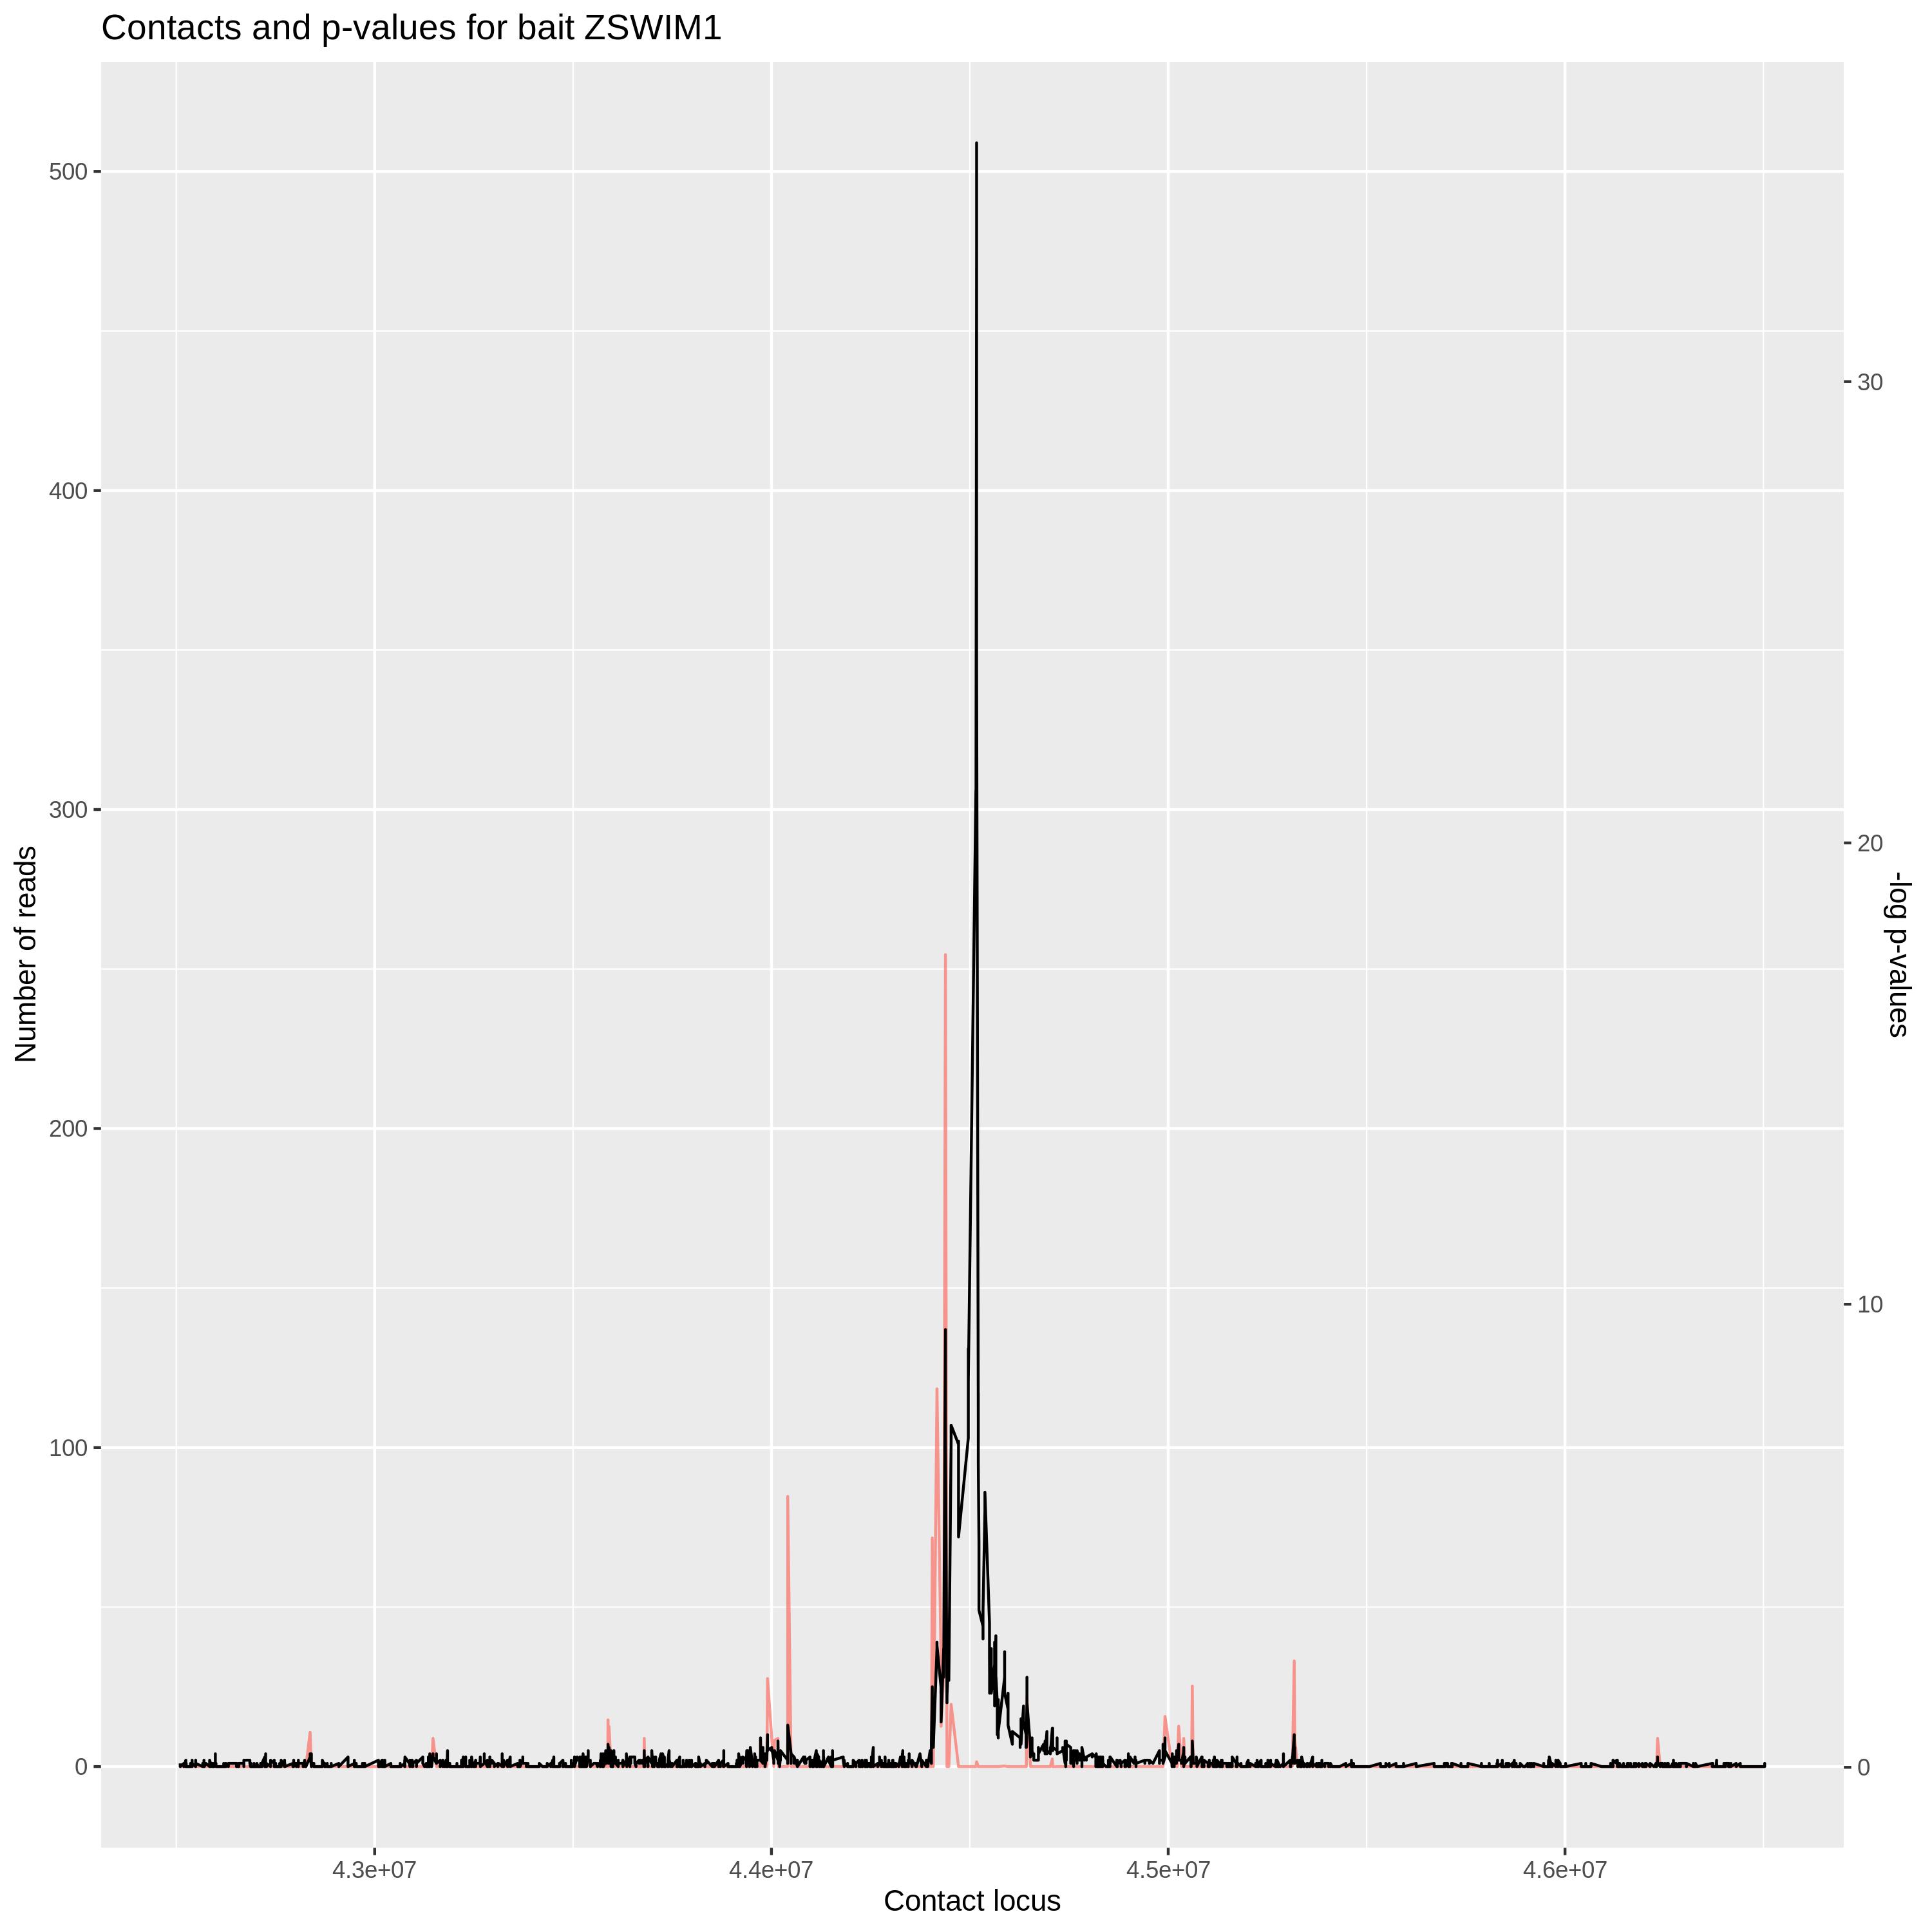 Contacts and p-values for bait ZSWIM1
Number of reads
500
400
300
200
100
0
30
20
10
0
-log p-values
4.3e+07 4.4e+07 4.5e+07 4.6e+07
Contact locus